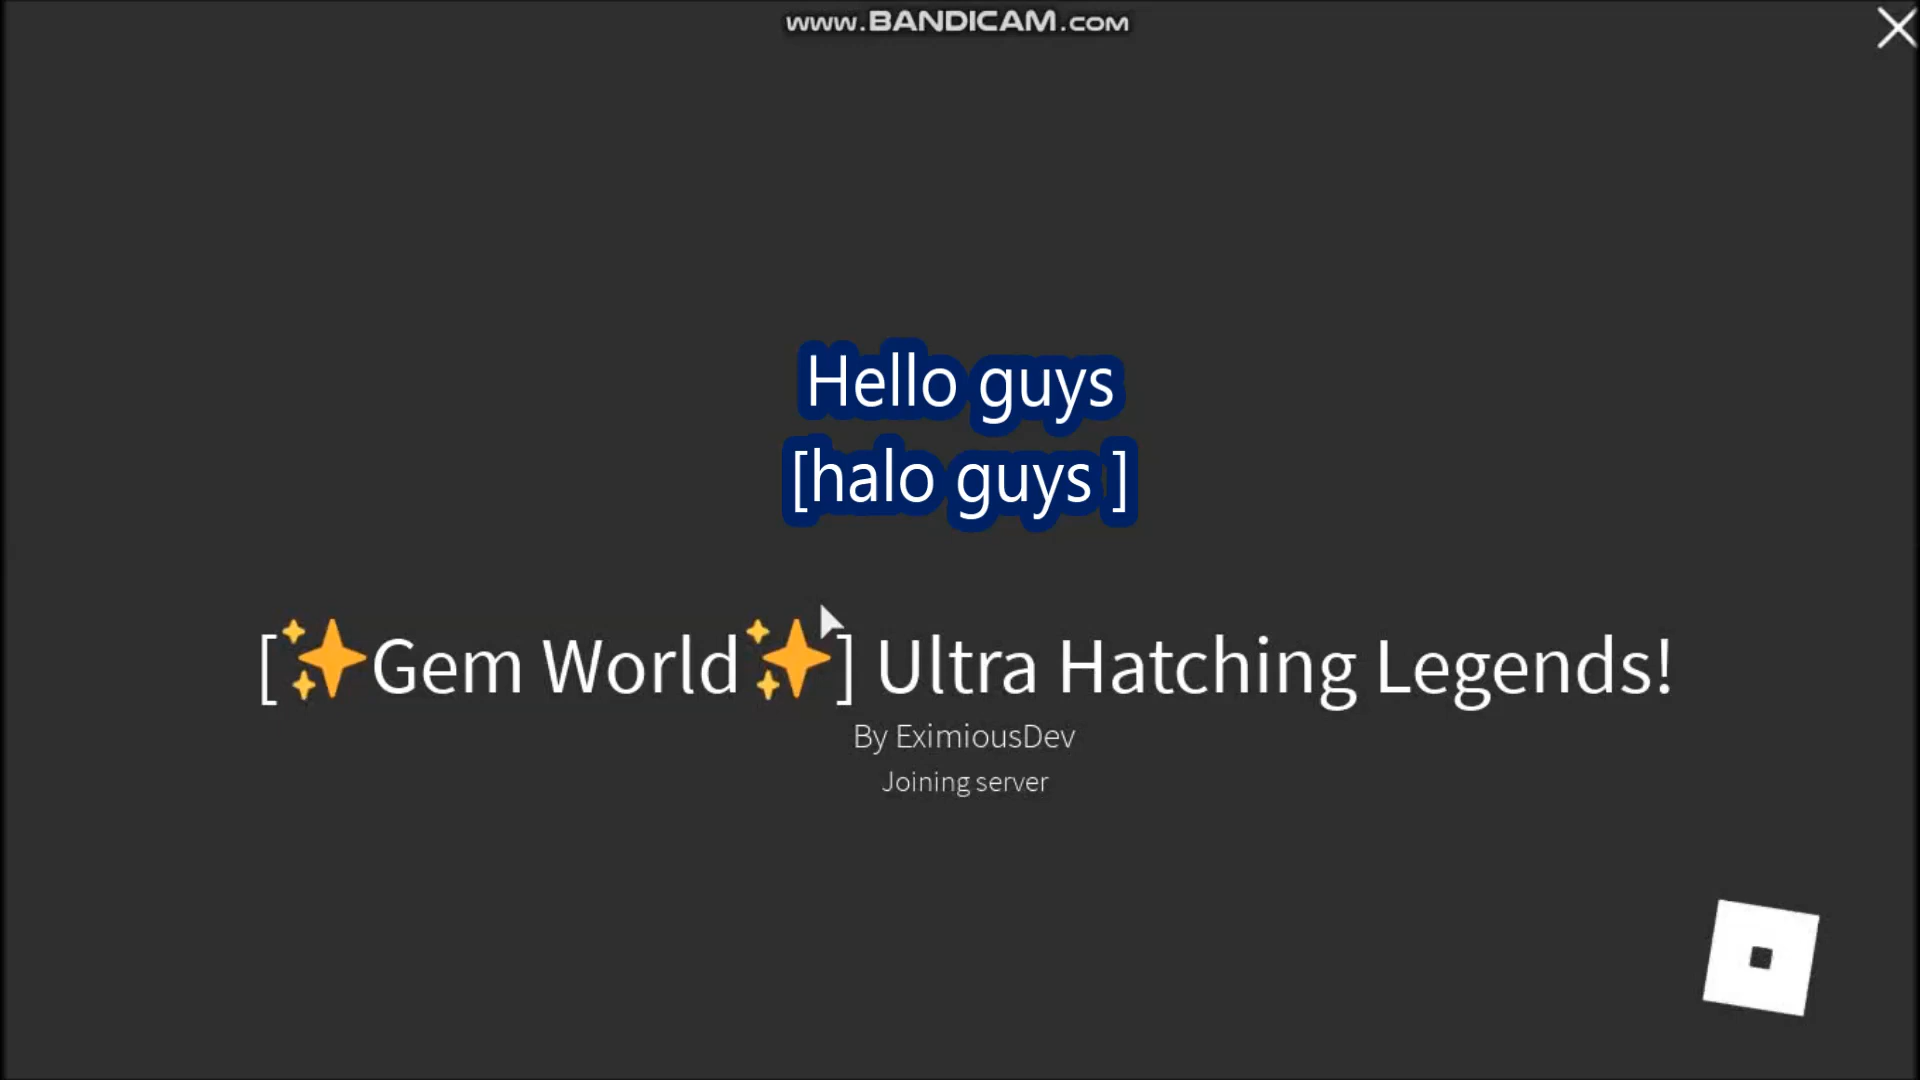 www.BANDICAM.com
Hello guys
[halo guys ]
[✨Gem World✨] Ultra Hatching Legends!
By EximiousDev
Joining server